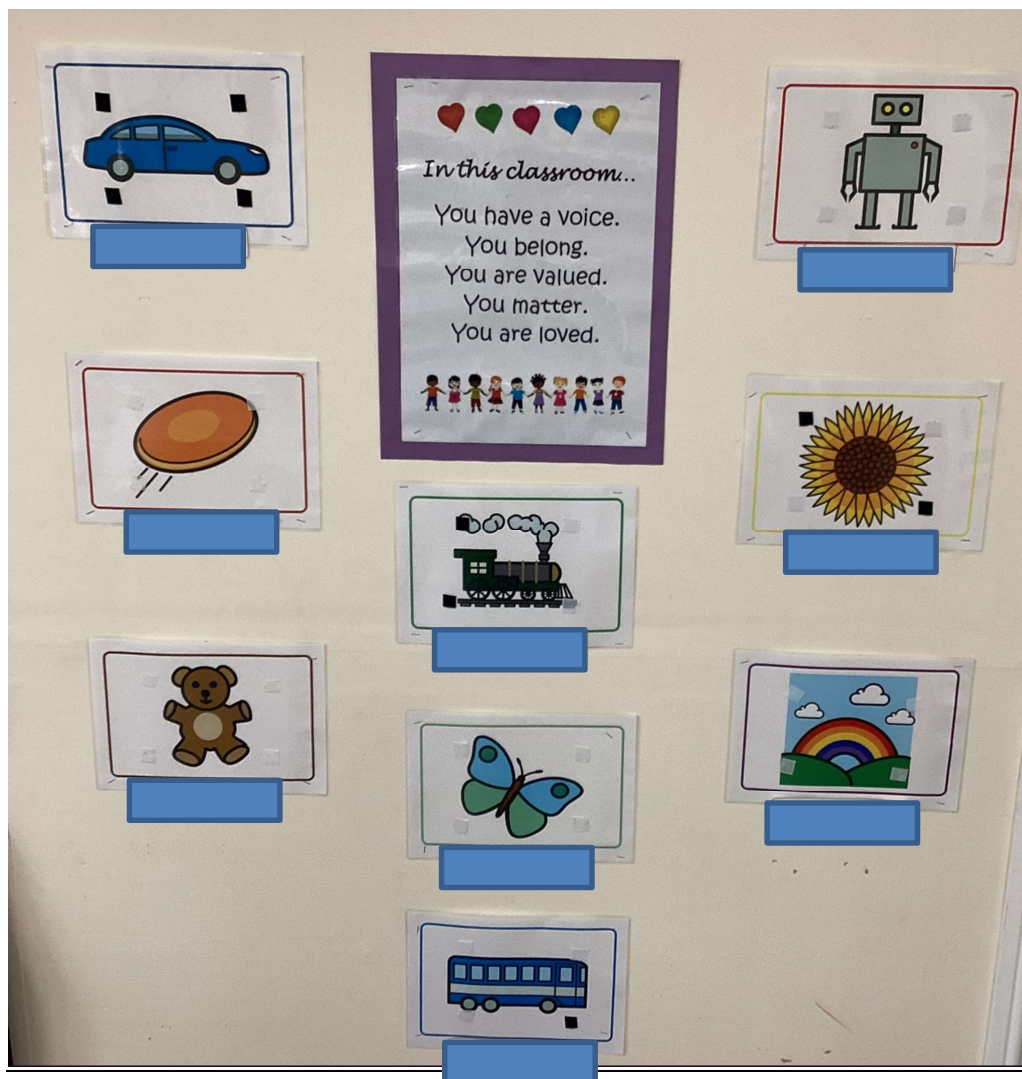 In this classroom...
You have a voice.
You belong.
You are valued.
You matter.
You are loved.